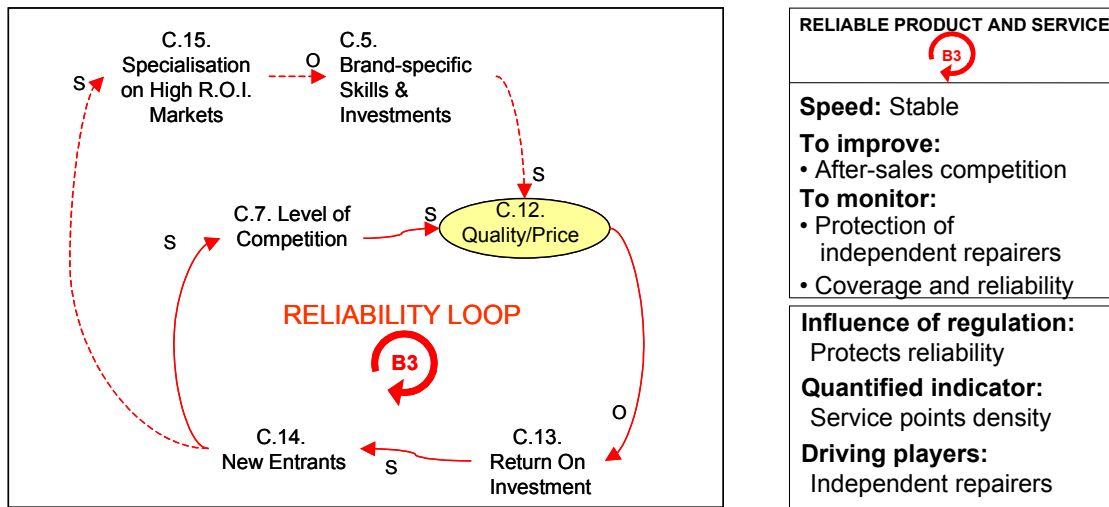 C.15.
Specialisation
on High R.O.I.
Markets
S
O
C.5.
Brand-specific
Skills &
Investments
S
C.7. Level of
Competition
S
S
C.12.
Quality/Price
RELIABILITY LOOP
B3
O
C.14.
New Entrants
S
C.13.
Return On
Investment
RELIABLE PRODUCT AND SERVICE
B3
Speed: Stable
To improve:
• After-sales competition
To monitor:
• Protection of
independent repairers
• Coverage and reliability
Influence of regulation:
Protects reliability
Quantified indicator:
Service points density
Driving players:
Independent repairers